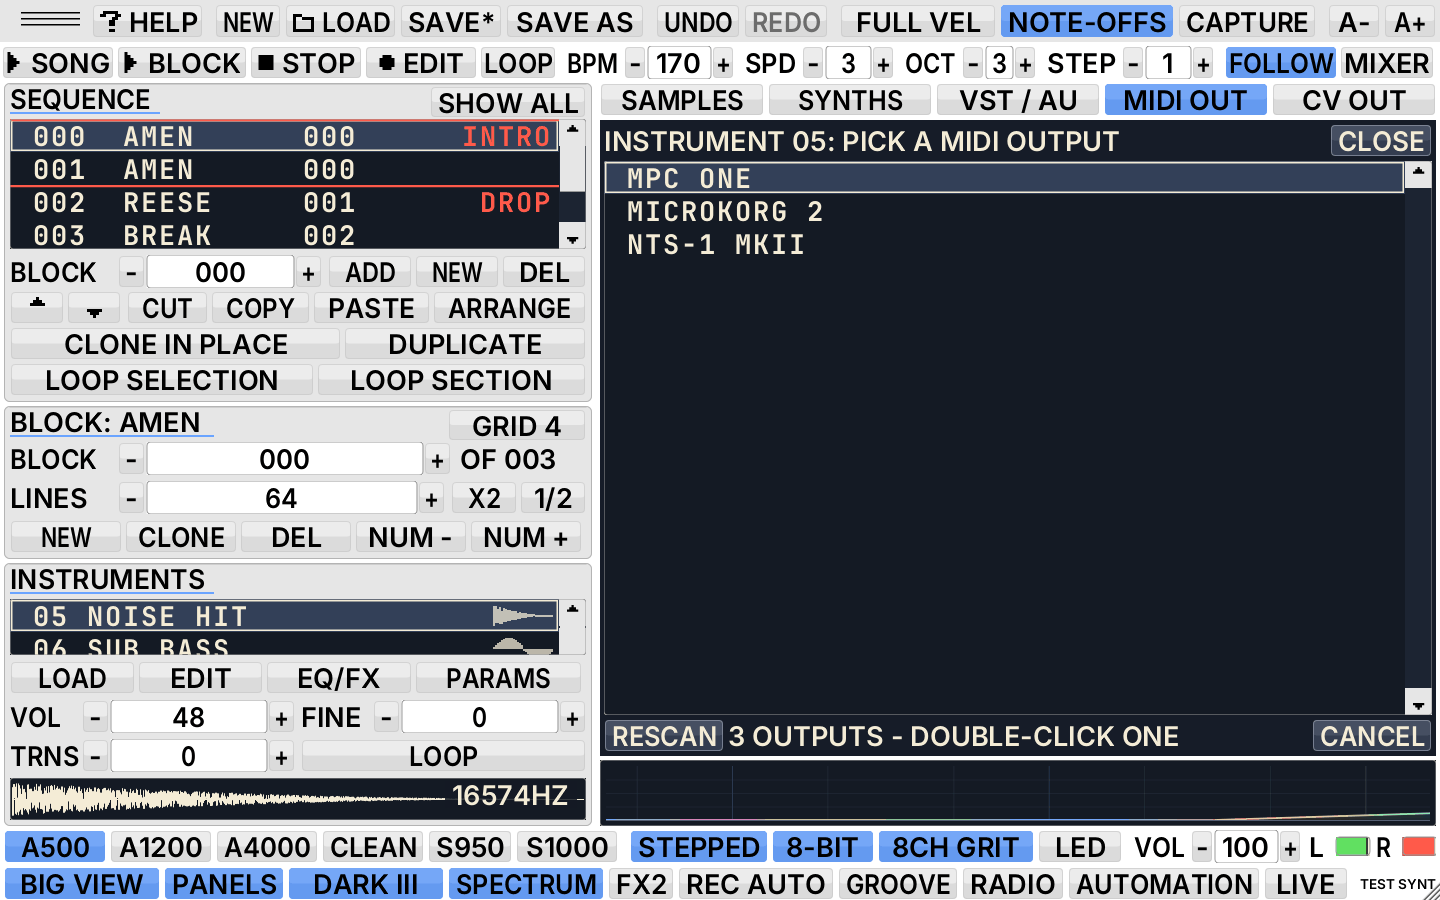 HELP NEW LOAD SAVE* SAVE AS UNDO REDO FULL VEL NOTE-OFFS CAPTURE A- A+
SONG BLOCK STOP EDIT LOOP BPM - 170 + SPD - 3 + OCT - 3 + STEP - 1 + FOLLOW MIXER
SEQUENCE SHOW ALL
000 AMEN 000 INTRO
001 AMEN 000
002 REESE 001 DROP
003 BREAK 002
BLOCK - 000 + ADD NEW DEL
CUT COPY PASTE ARRANGE
CLONE IN PLACE DUPLICATE
LOOP SELECTION LOOP SECTION
BLOCK: AMEN GRID 4
BLOCK - 000 + OF 003
LINES - 64 + X2 1/2
NEW CLONE DEL NUM - NUM +
INSTRUMENTS
05 NOISE HIT
06 SUB BASS
LOAD EDIT EQ/FX PARAMS
VOL - 48 + FINE - 0 +
TRNS - 0 + LOOP
16574HZ
SAMPLES SYNTHS VST / AU MIDI OUT CV OUT
INSTRUMENT 05: PICK A MIDI OUTPUT CLOSE
MPC ONE
MICROKORG 2
NTS-1 MKII
RESCAN 3 OUTPUTS - DOUBLE-CLICK ONE CANCEL
A500 A1200 A4000 CLEAN S950 S1000 STEPPED 8-BIT 8CH GRIT LED VOL - 100 + L R
BIG VIEW PANELS DARK III SPECTRUM FX2 REC AUTO GROOVE RADIO AUTOMATION LIVE TEST SYNT